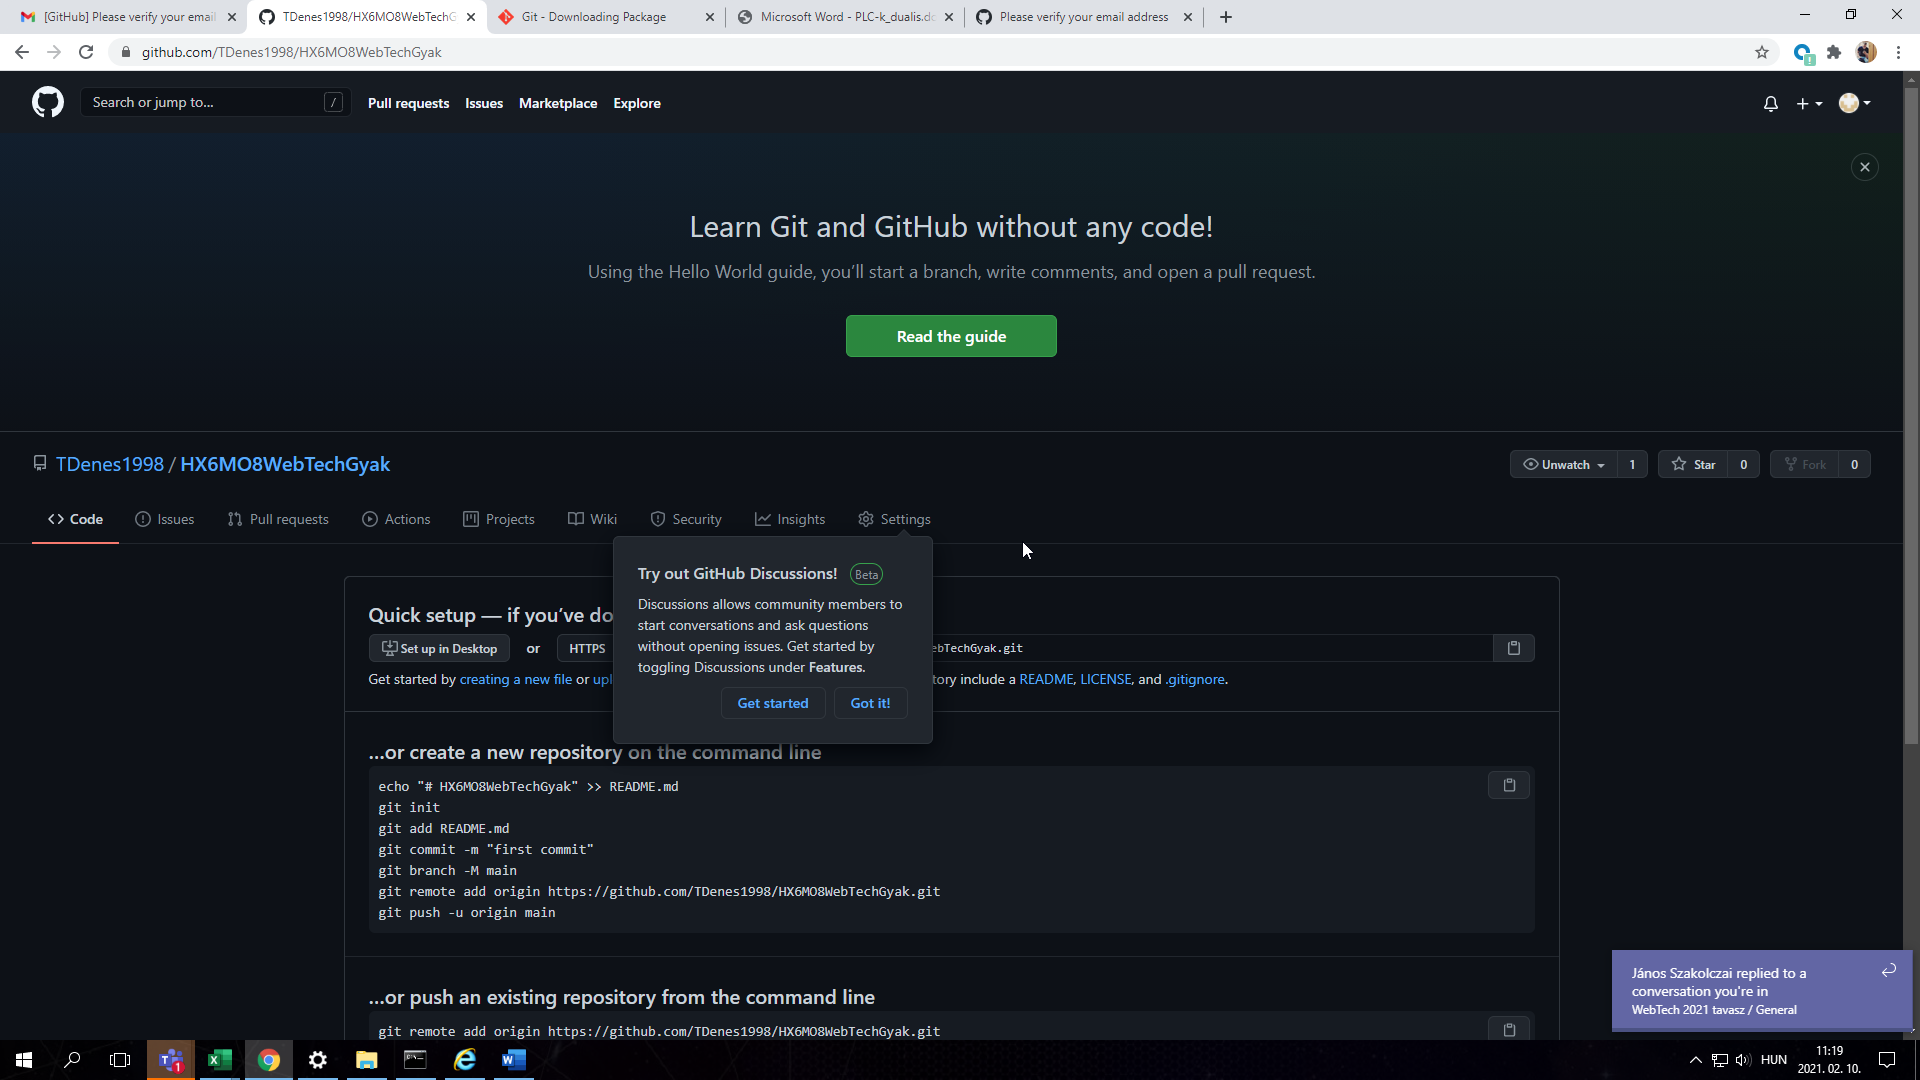 [GitHub] Please verify your email
TDenes1998/HX6MO8WebTechG
Git - Downloading Package
Microsoft Word - PLC-k_dualis.do
Please verify your email address
github.com/TDenes1998/HX6MO8WebTechGyak
Search or jump to...
/
Pull requests
Issues
Marketplace
Explore
Learn Git and GitHub without any code!
Using the Hello World guide, you’ll start a branch, write comments, and open a pull request.
Read the guide
TDenes1998 / HX6MO8WebTechGyak
Unwatch 1
Star 0
Fork 0
Code
Issues
Pull requests
Actions
Projects
Wiki
Security
Insights
Settings
Try out GitHub Discussions! Beta
Discussions allows community members to
start conversations and ask questions
without opening issues. Get started by
toggling Discussions under Features.
Get started
Got it!
Quick setup — if you’ve do
Set up in Desktop or HTTPS ebTechGyak.git
Get started by creating a new file or upl tory include a README, LICENSE, and .gitignore.
…or create a new repository on the command line
echo "# HX6MO8WebTechGyak" >> README.md
git init
git add README.md
git commit -m "first commit"
git branch -M main
git remote add origin https://github.com/TDenes1998/HX6MO8WebTechGyak.git
git push -u origin main
…or push an existing repository from the command line
git remote add origin https://github.com/TDenes1998/HX6MO8WebTechGyak.git
János Szakolczai replied to a
conversation you're in
WebTech 2021 tavasz / General
1
HUN
11:19
2021. 02. 10.